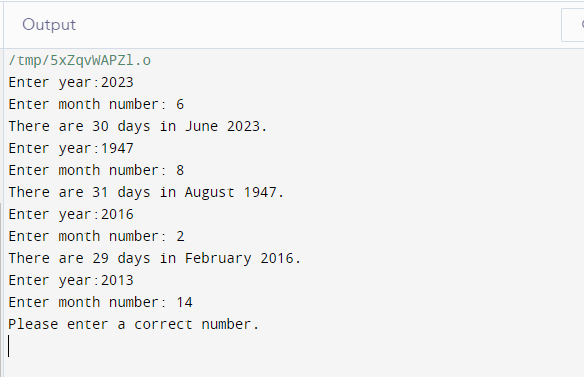 Output
/tmp/5xZqvWAPZl.o
Enter year:2023
Enter month number: 6
There are 30 days in June 2023.
Enter year:1947
Enter month number: 8
There are 31 days in August 1947.
Enter year:2016
Enter month number: 2
There are 29 days in February 2016.
Enter year:2013
Enter month number: 14
Please enter a correct number.